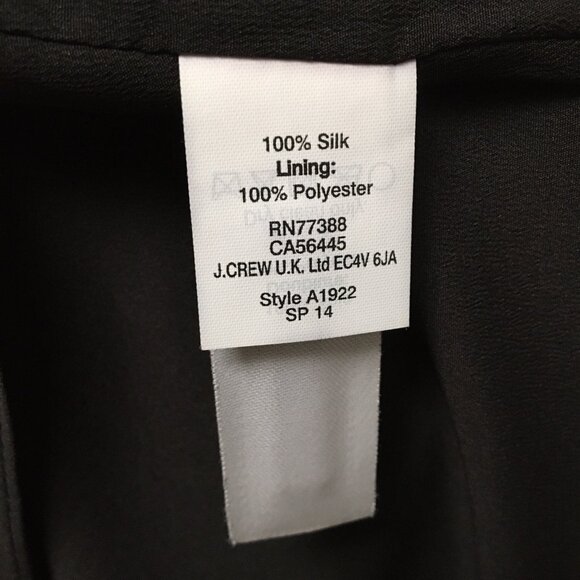 100% Silk
Lining:
100% Polyester
RN77388
CA56445
J.CREW U.K. Ltd EC4V 6JA
Style A1922
SP 14